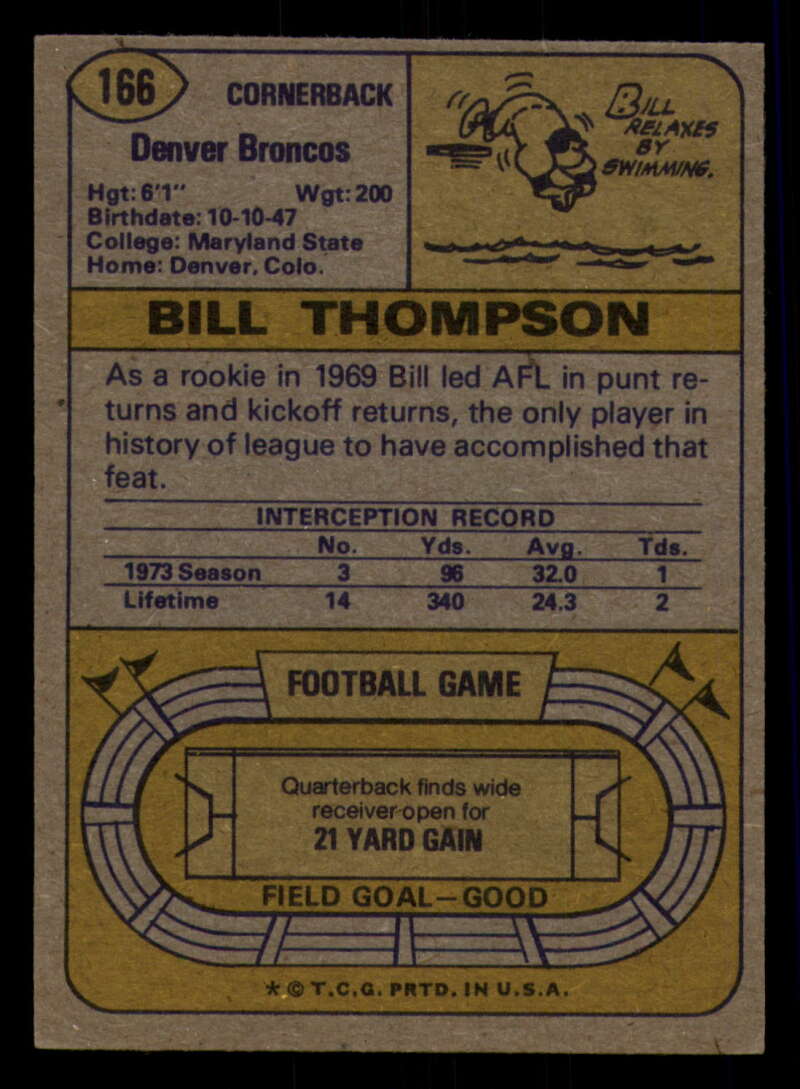 166
CORNERBACK
Denver Broncos
Hgt: 6'1" Wgt: 200
Birthdate: 10-10-47
College: Maryland State
Home: Denver, Colo.
BILL
RELAXES
BY
SWIMMING.
BILL THOMPSON
As a rookie in 1969 Bill led AFL in punt re-
turns and kickoff returns, the only player in
history of league to have accomplished that
feat.
INTERCEPTION RECORD
No. Yds. Avg. Tds.
1973 Season 3 96 32.0 1
Lifetime 14 340 24.3 2
FOOTBALL GAME
Quarterback finds wide
receiver open for
21 YARD GAIN
FIELD GOAL—GOOD
* © T.C.G. PRTD. IN U.S.A.